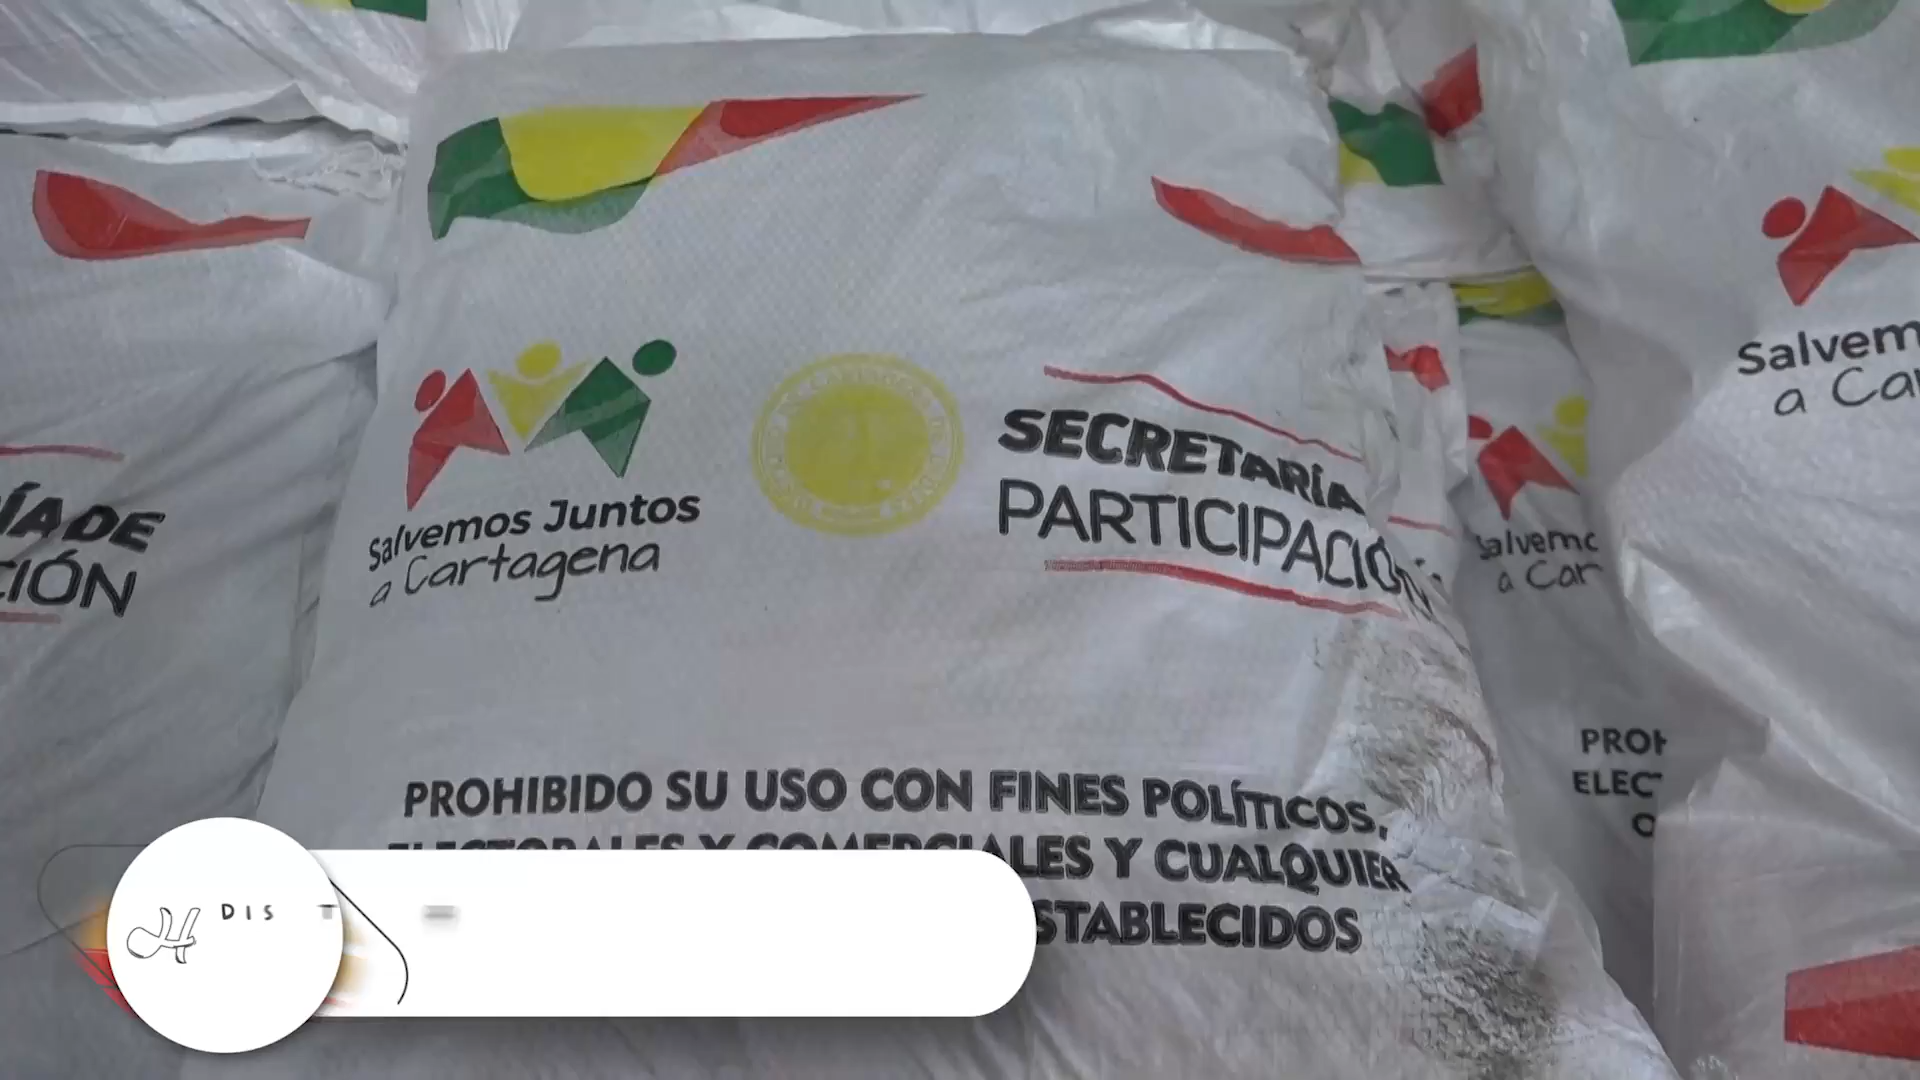 ÍA DE
CIÓN
Salvemos Juntos
a Cartagena
SECRETARÍA
PARTICIPACIÓN
PROHIBIDO SU USO CON FINES POLÍTICOS,
ELECTORALES Y COMERCIALES Y CUALQUIER
STABLECIDOS
Salvemo
a Car
PROH
ELECT
O
Salvem
a Car
DIS T